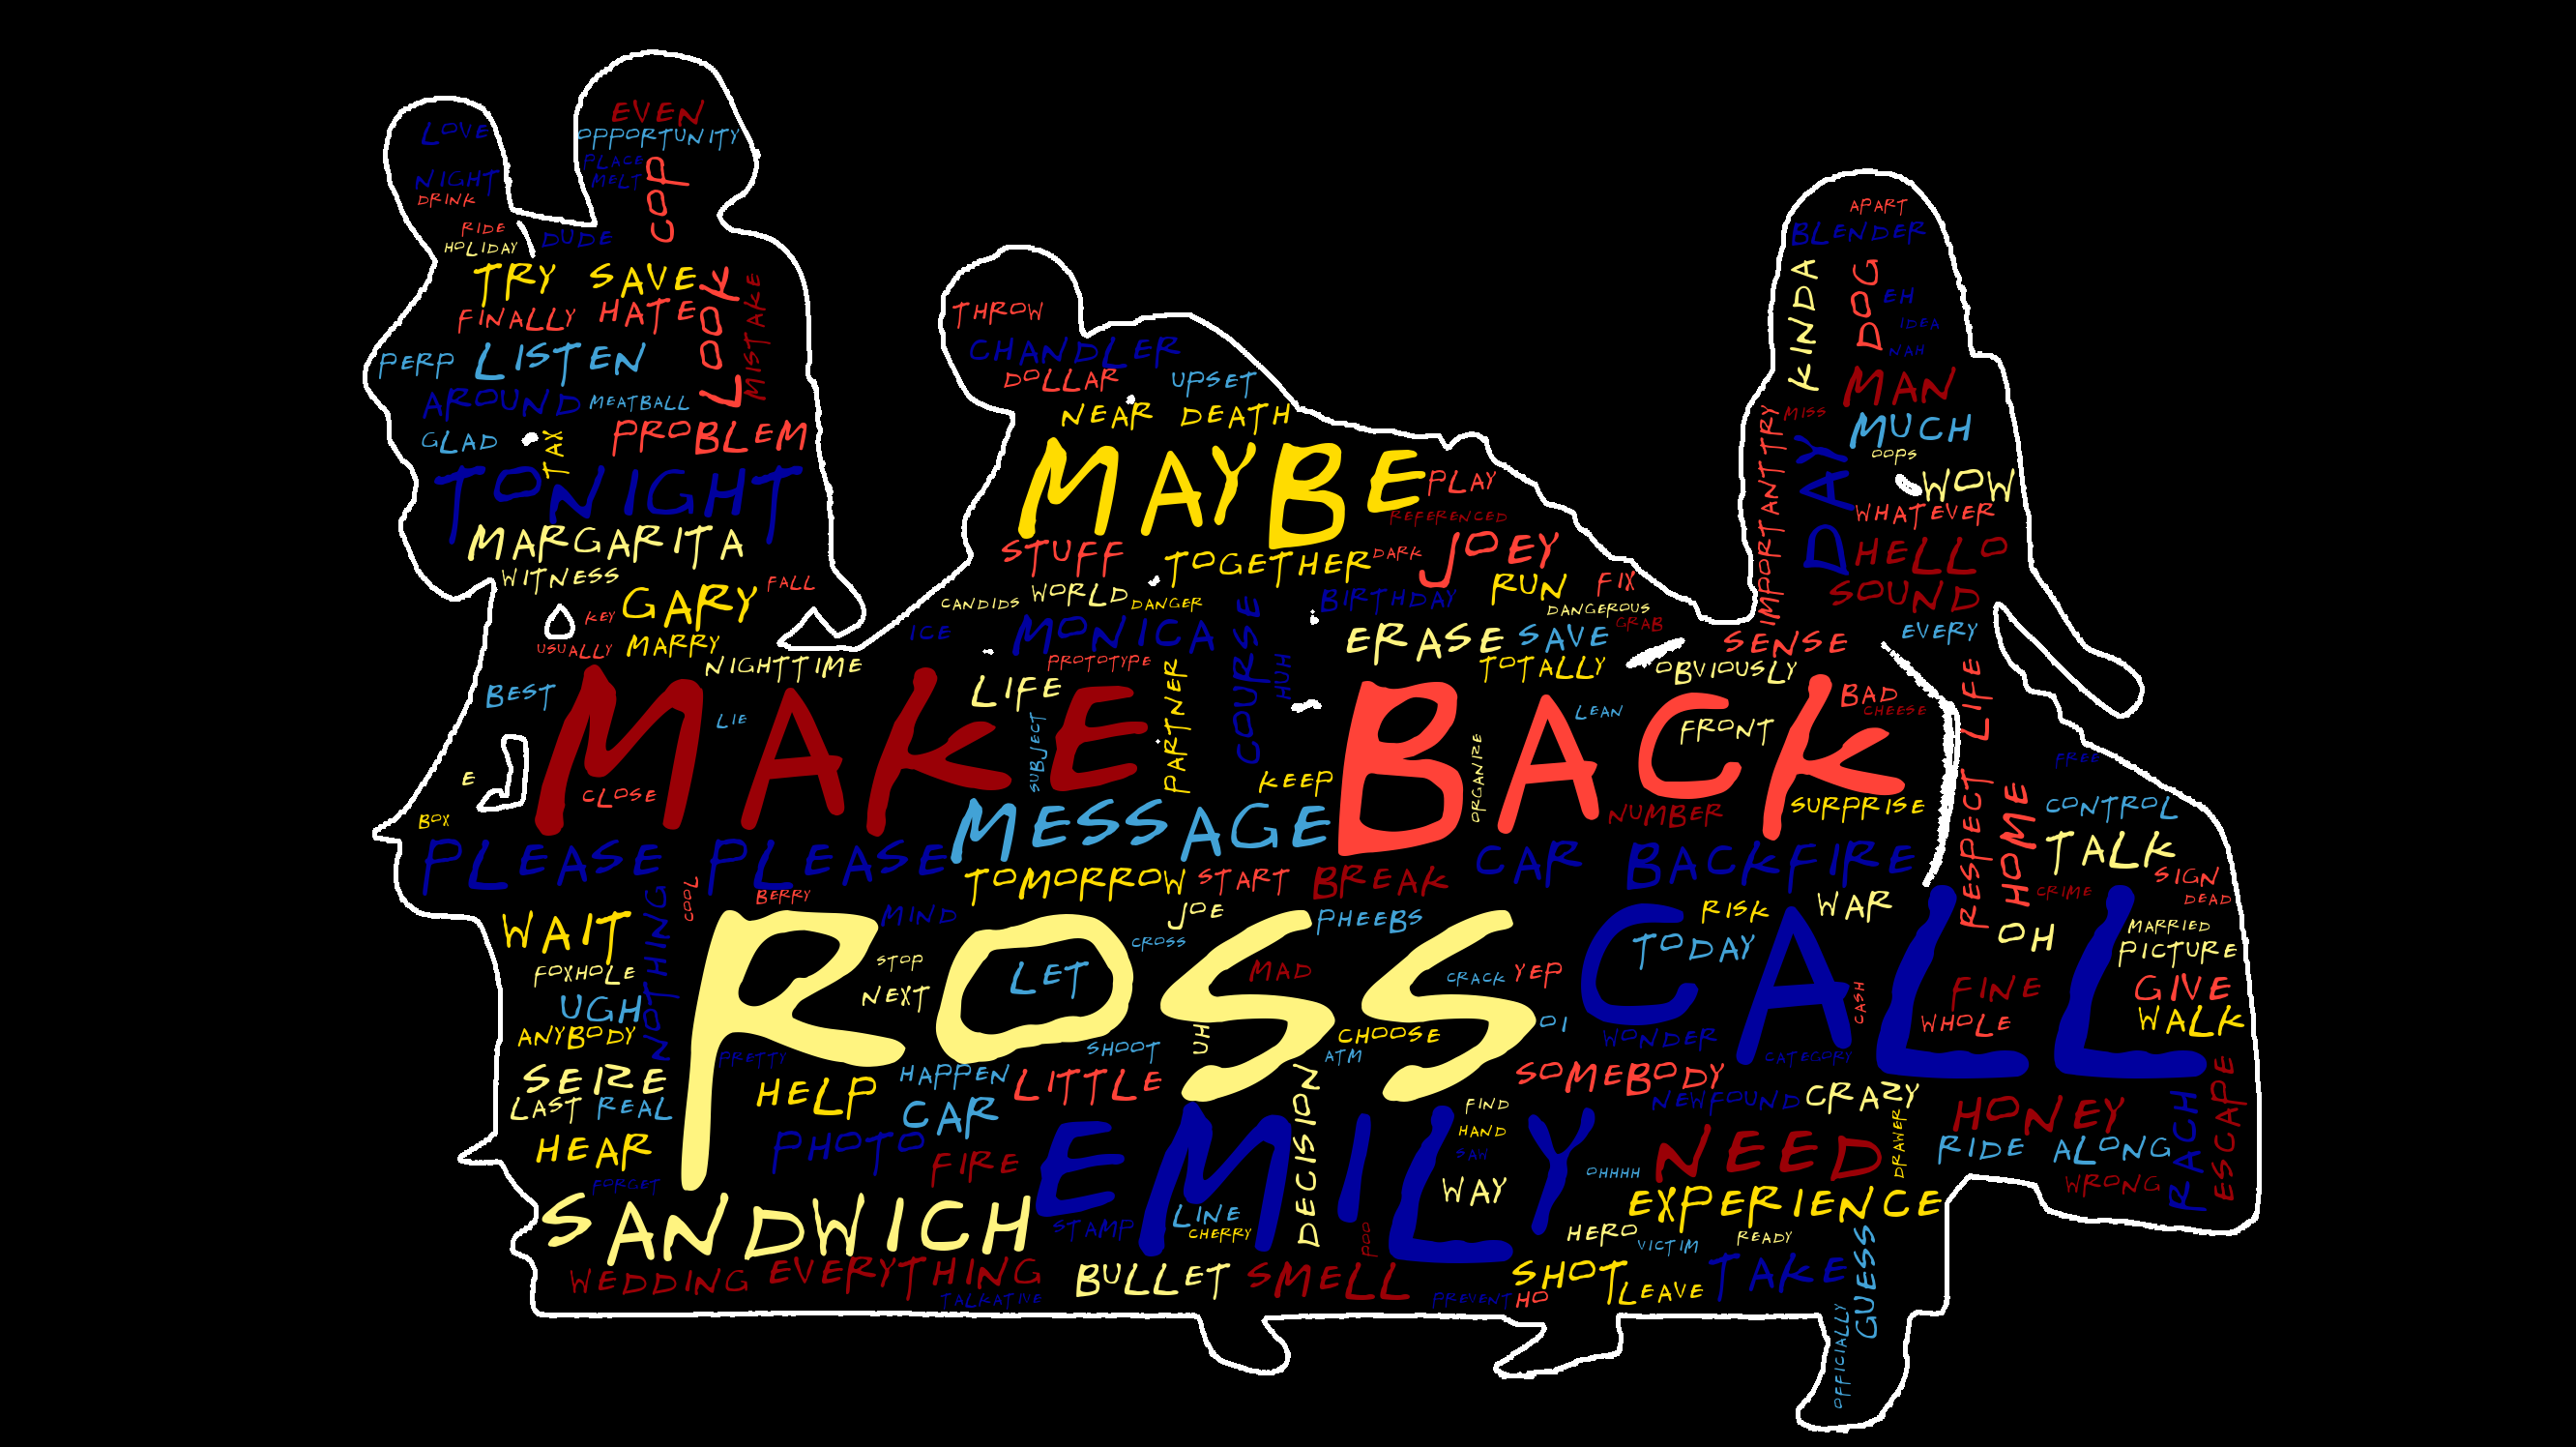 LOVE
NIGHT
DRINK
RIDE
HOLIDAY
DUDE
EVEN
OPPORTUNITY
PLACE
MELT
COP
TRY SAVE
FINALLY HATE
LOOK
MISTAKE
PERP LISTEN
AROUND MEATBALL
GLAD
TAX
PROBLEM
TONIGHT
MARGARITA
WITNESS
KEY GARY FALL
USUALLY MARRY
NIGHTTIME
THROW
CHANDLER
DOLLAR UPSET
NEAR DEATH
MAYBE
PLAY
REFERENCED
STUFF TOGETHER DARK JOEY
CANDIDS WORLD DANGER
BIRTHDAY RUN FIX
DANGEROUS
GRAB
ICE MONICA
COURSE
HUH
ERASE SAVE
PROTOTYPE
TOTALLY
LIFE
PARTNER
APART
BLENDER
KINDA
DOG
EH
IDEA
NAH
MAN
MISS
MUCH
IMPORTANT
TRY
DAY
OOPS
WOW
WHATEVER
HELLO
SOUND
SENSE EVERY
OBVIOUSLY
BEST
MAKE
LIE
SUBJECT
CLOSE
E
BOX
BACK
LEAN
FRONT
BAD
CHEESE
ORGANIZE
KEEP
NUMBER SURPRISE
LIFE
RESPECT
HOME
FREE
CONTROL
TALK
SIGN
DEAD
CRIME
MESSAGE
PLEASE PLEASE
CAR BACKFIRE
TOMORROW START BREAK
COOL
BERRY
NOTHING
MIND
JOE
PHEEBS
RISK
WAR
OH
MARRIED
PICTURE
WAIT
FOXHOLE
UGH
ANYBODY
ROSS
STOP
NEXT
LET
CROSS
MAD
CRACK YEP
UH
CHOOSE
OI
CALL
TODAY
WONDER
CATEGORY
CASH
FINE
WHOLE
GIVE
WALK
SEIZE
LAST REAL
PRETTY
HELP
HAPPEN
SHOOT
ATM
LITTLE
CAR
SOMEBODY
NEWFOUND CRAZY
HONEY
RACH
ESCAPE
HEAR
PHOTO
FIRE
FORGET
EMILY
DECISION
FIND
HAND
SAW
WAY
OHHHH
NEED
DRAWER
RIDE ALONG
WRONG
SANDWICH
STAMP
LINE
CHERRY
POO
EXPERIENCE
HERO
VICTIM
READY
GUESS
WEDDING EVERYTHING
TALKATIVE
BULLET SMELL
PREVENT HO
SHOT
LEAVE
TAKE
OFFICIALLY